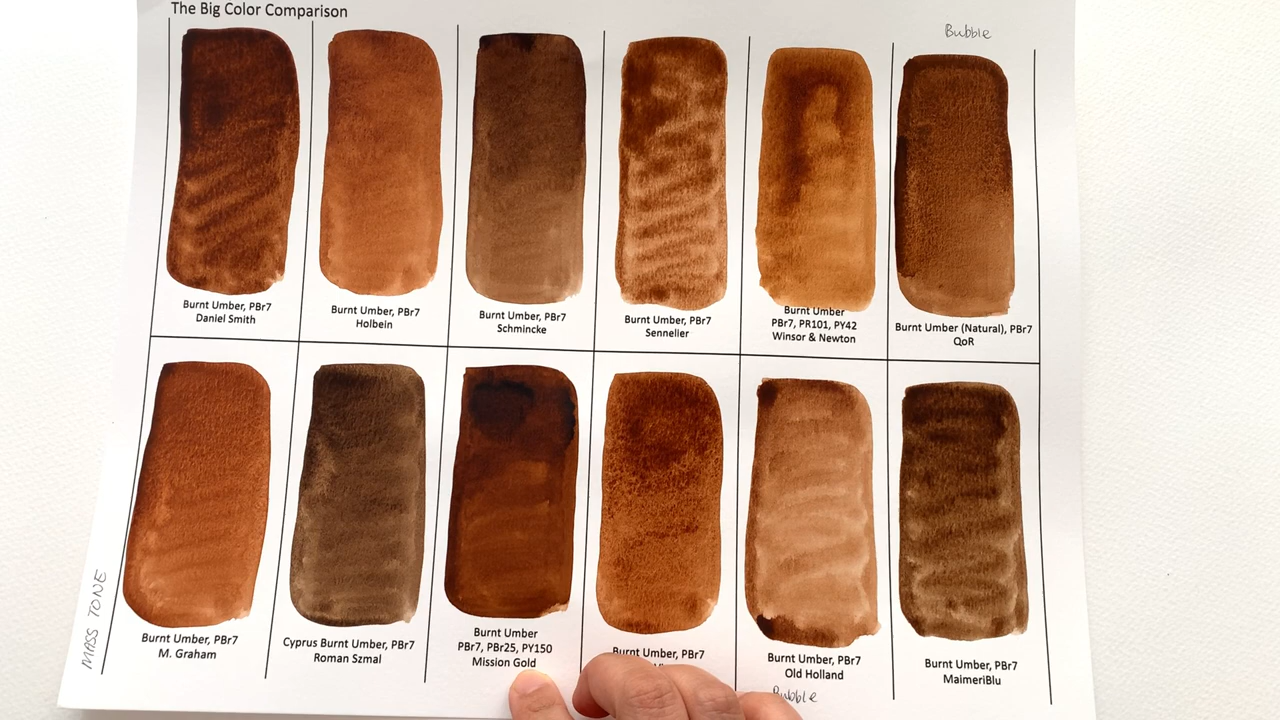 The Big Color Comparison
Bubble
Burnt Umber, PBr7
Daniel Smith
Burnt Umber, PBr7
Holbein
Burnt Umber, PBr7
Schmincke
Burnt Umber, PBr7
Sennelier
Burnt Umber
PBr7, PR101, PY42
Winsor & Newton
Burnt Umber (Natural), PBr7
QoR
MASS TONE
Burnt Umber, PBr7
M. Graham
Cyprus Burnt Umber, PBr7
Roman Szmal
Burnt Umber
PBr7, PBr25, PY150
Mission Gold
Burnt Umber, PBr7
Burnt Umber, PBr7
Old Holland
Bubble
Burnt Umber, PBr7
MaimeriBlu